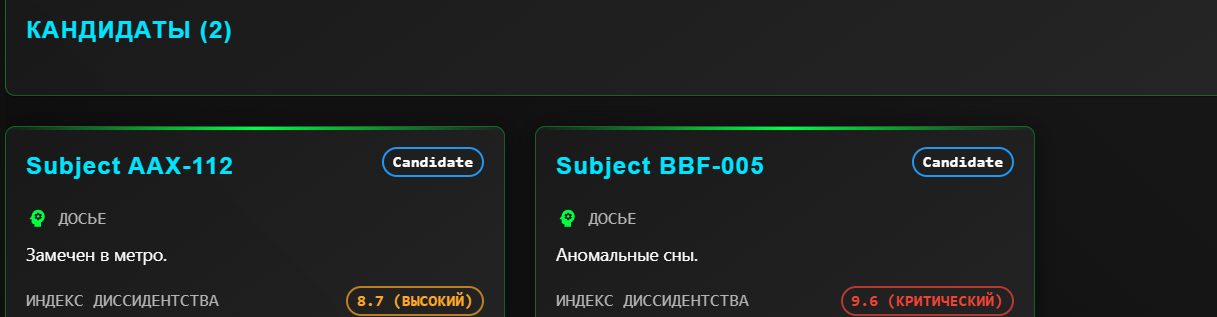 КАНДИДАТЫ (2)
Subject AAX-112
Candidate
ДОСЬЕ
Замечен в метро.
ИНДЕКС ДИССИДЕНТСТВА
8.7 (ВЫСОКИЙ)
Subject BBF-005
Candidate
ДОСЬЕ
Аномальные сны.
ИНДЕКС ДИССИДЕНТСТВА
9.6 (КРИТИЧЕСКИЙ)